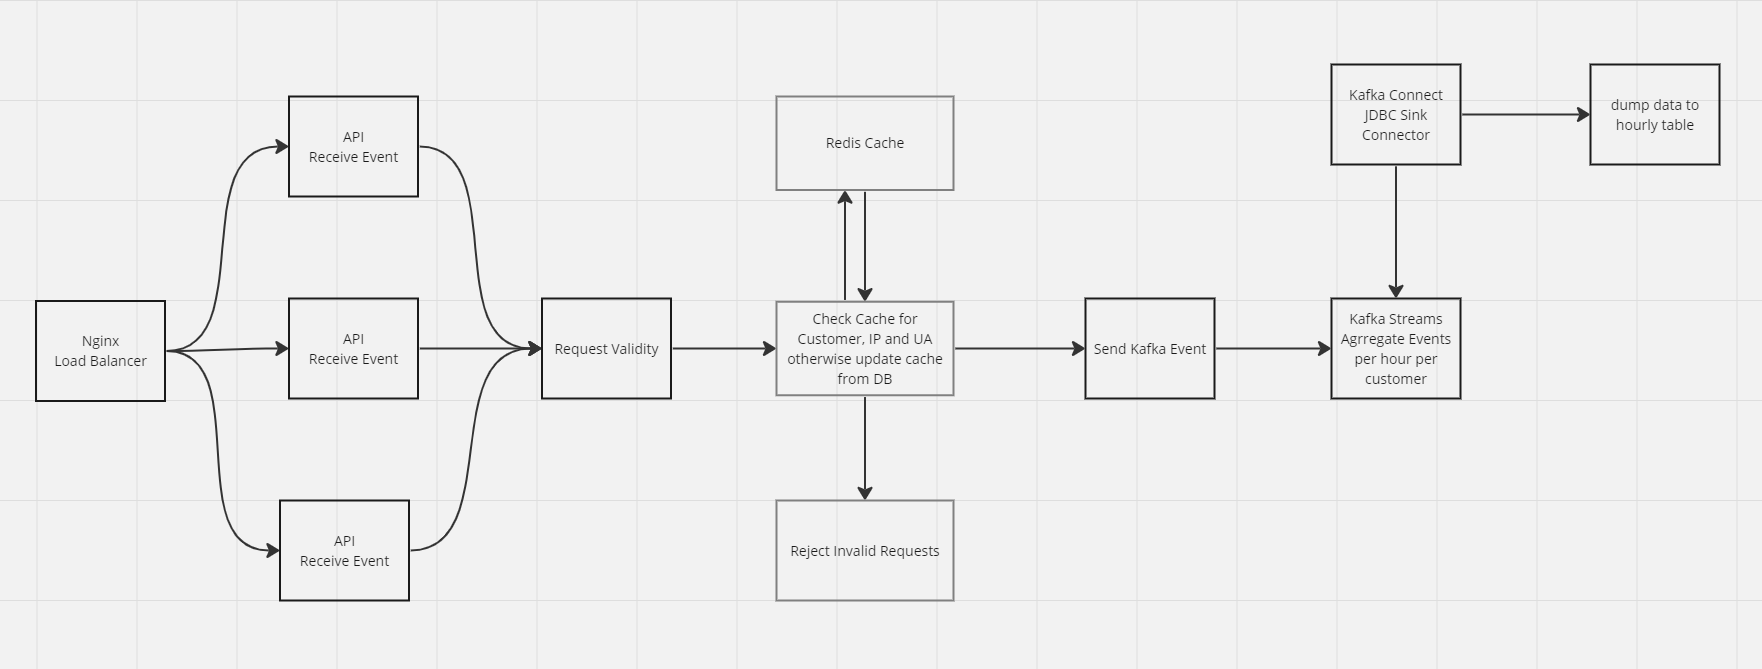 Nginx
Load Balancer
API
Receive Event
API
Receive Event
API
Receive Event
Request Validity
Redis Cache
Check Cache for
Customer, IP and UA
otherwise update cache
from DB
Reject Invalid Requests
Send Kafka Event
Kafka Connect
JDBC Sink
Connector
dump data to
hourly table
Kafka Streams
Agrregate Events
per hour per
customer